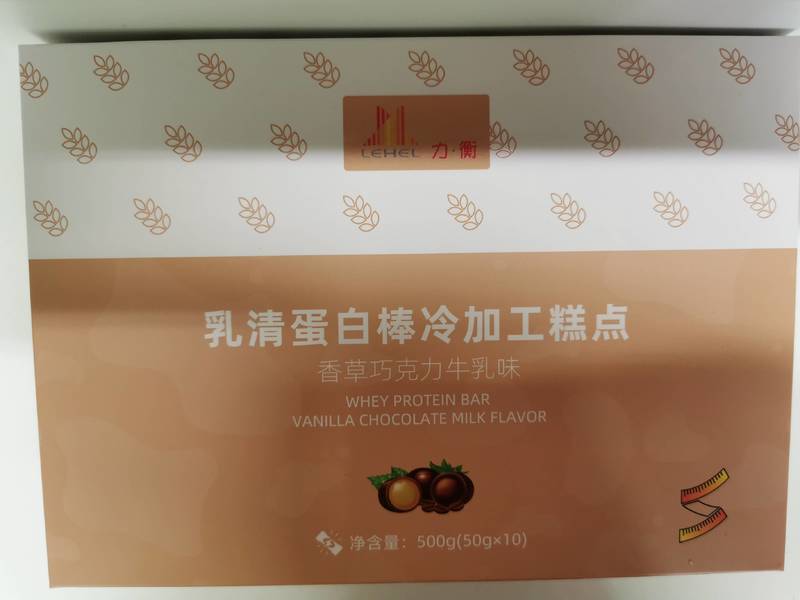 LEHEL 力·衡
乳清蛋白棒冷加工糕点
香草巧克力牛乳味
WHEY PROTEIN BAR
VANILLA CHOCOLATE MILK FLAVOR
净含量：500g(50g×10)